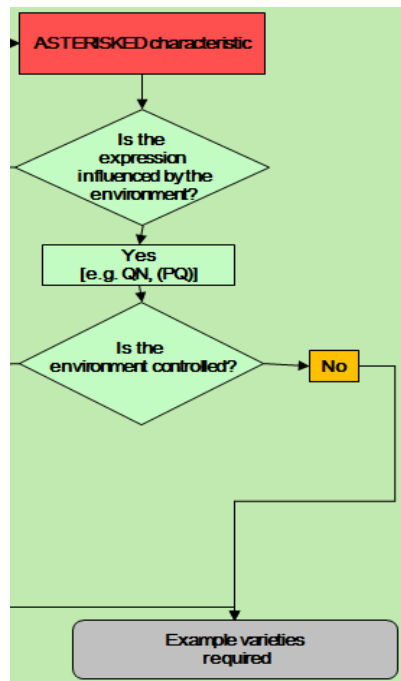 ASTERISKED characteristic
Is the
expression
influenced by the
environment?
Yes
[e.g. QN, (PQ)]
Is the
environment controlled?
No
Example varieties
required